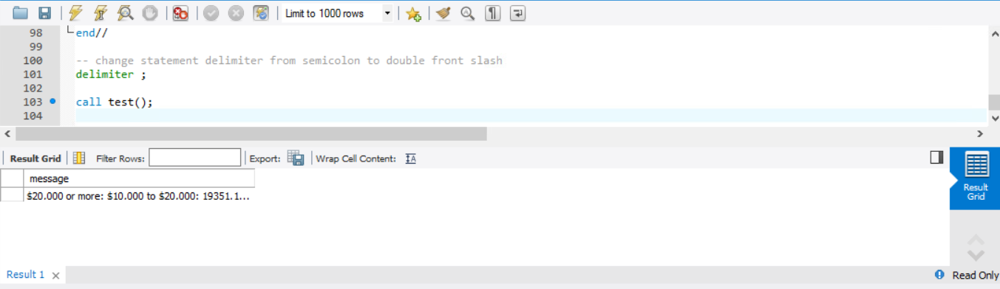 Limit to 1000 rows
98 end//
99
100 -- change statement delimiter from semicolon to double front slash
101 delimiter ;
102
103 call test();
104
Result Grid Filter Rows: Export: Wrap Cell Content: IA
message
$20.000 or more: $10.000 to $20.000: 19351.1...
Result
Grid
Result 1 Read Only